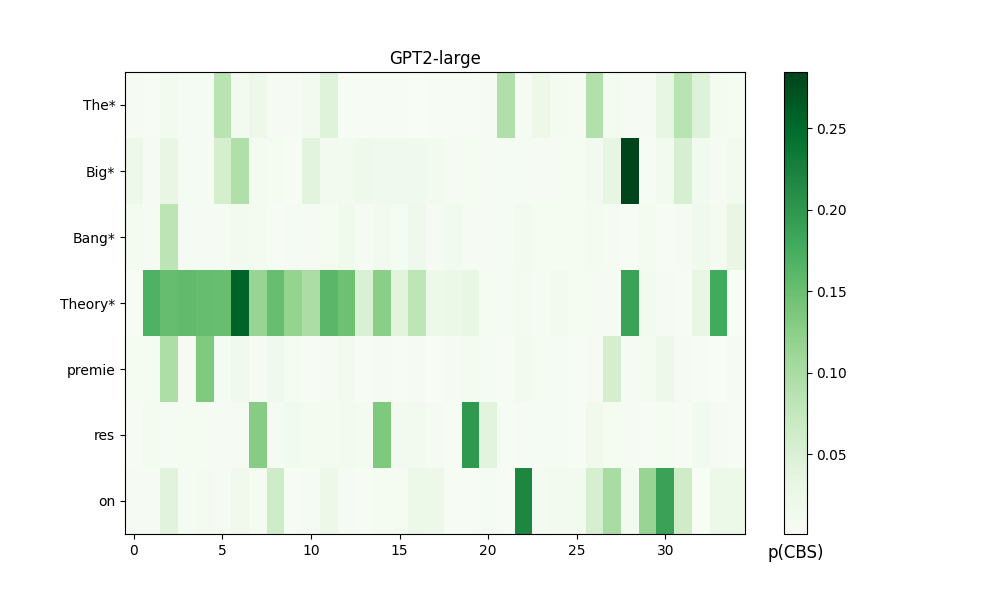 GPT2-large
The*
Big*
Bang*
Theory*
premie
res
on
0 5 10 15 20 25 30
0.25
0.20
0.15
0.10
0.05
p(CBS)